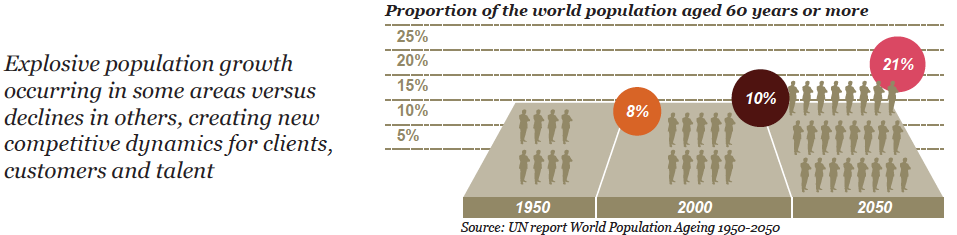 Explosive population growth
occurring in some areas versus
declines in others, creating new
competitive dynamics for clients,
customers and talent
Proportion of the world population aged 60 years or more
25%
20%
15%
10%
5%
8%
10%
21%
1950
2000
2050
Source: UN report World Population Ageing 1950-2050